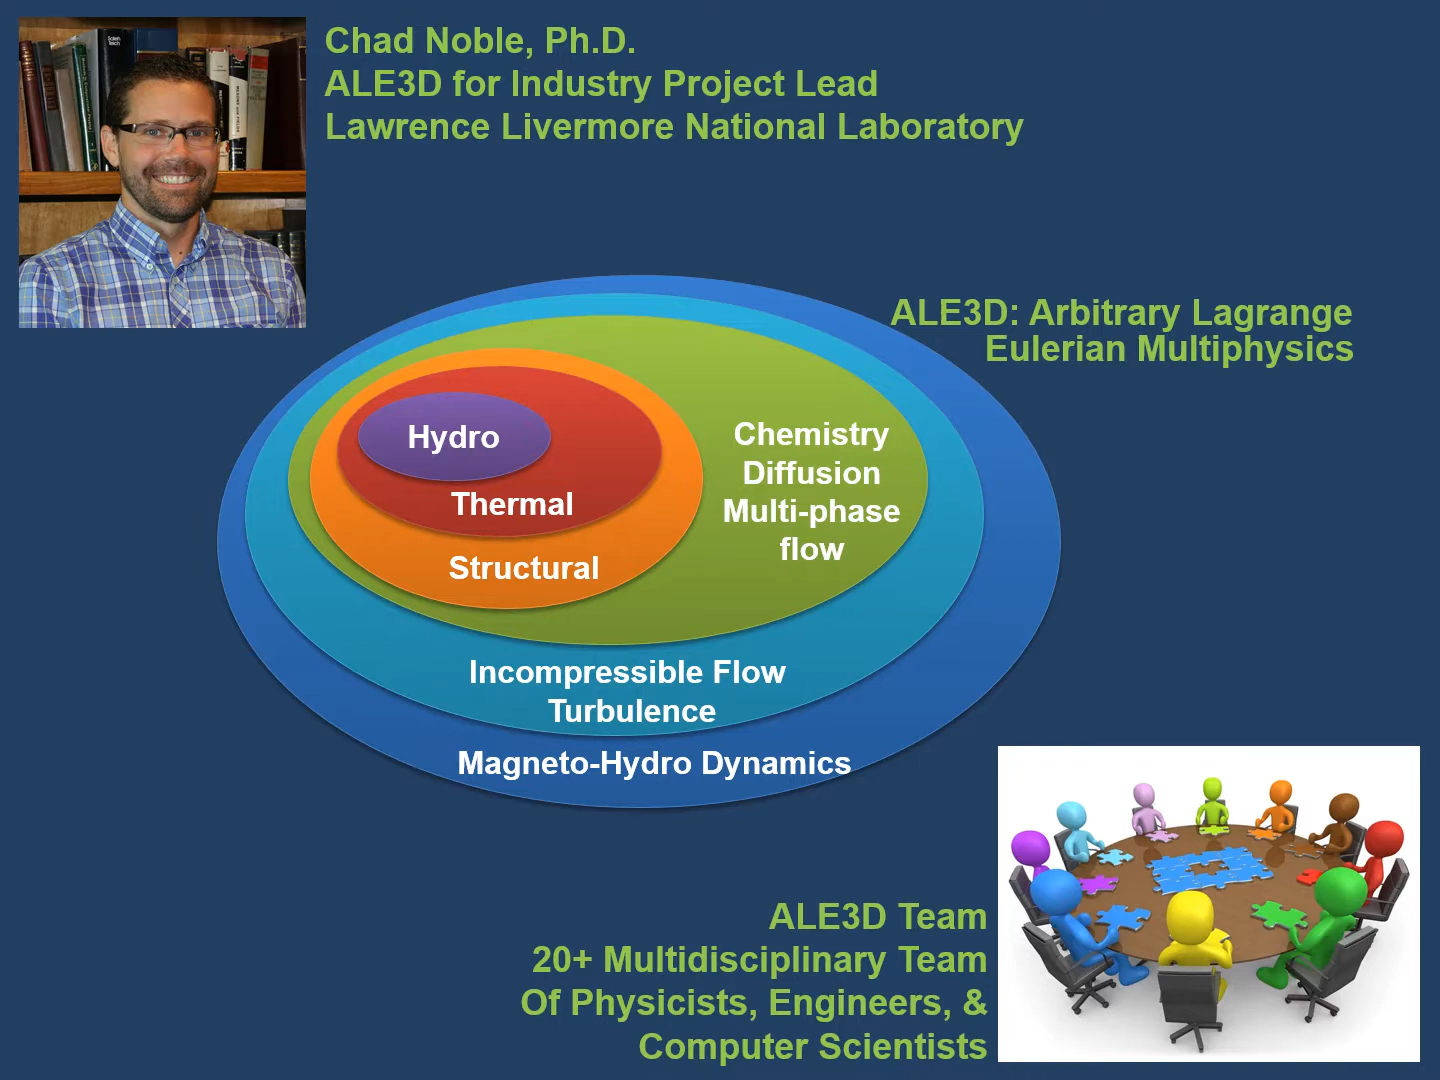 Chad Noble, Ph.D.
ALE3D for Industry Project Lead
Lawrence Livermore National Laboratory
ALE3D: Arbitrary Lagrange
Eulerian Multiphysics
Hydro
Thermal
Structural
Chemistry
Diffusion
Multi-phase
flow
Incompressible Flow
Turbulence
Magneto-Hydro Dynamics
ALE3D Team
20+ Multidisciplinary Team
Of Physicists, Engineers, &
Computer Scientists